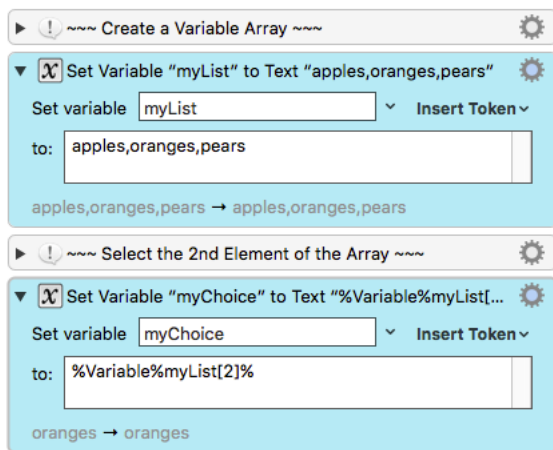 ~~~ Create a Variable Array ~~~
Set Variable “myList” to Text “apples,oranges,pears”
Set variable myList Insert Token
to: apples,oranges,pears
apples,oranges,pears → apples,oranges,pears
~~~ Select the 2nd Element of the Array ~~~
Set Variable “myChoice” to Text “%Variable%myList[...
Set variable myChoice Insert Token
to: %Variable%myList[2]%
oranges → oranges